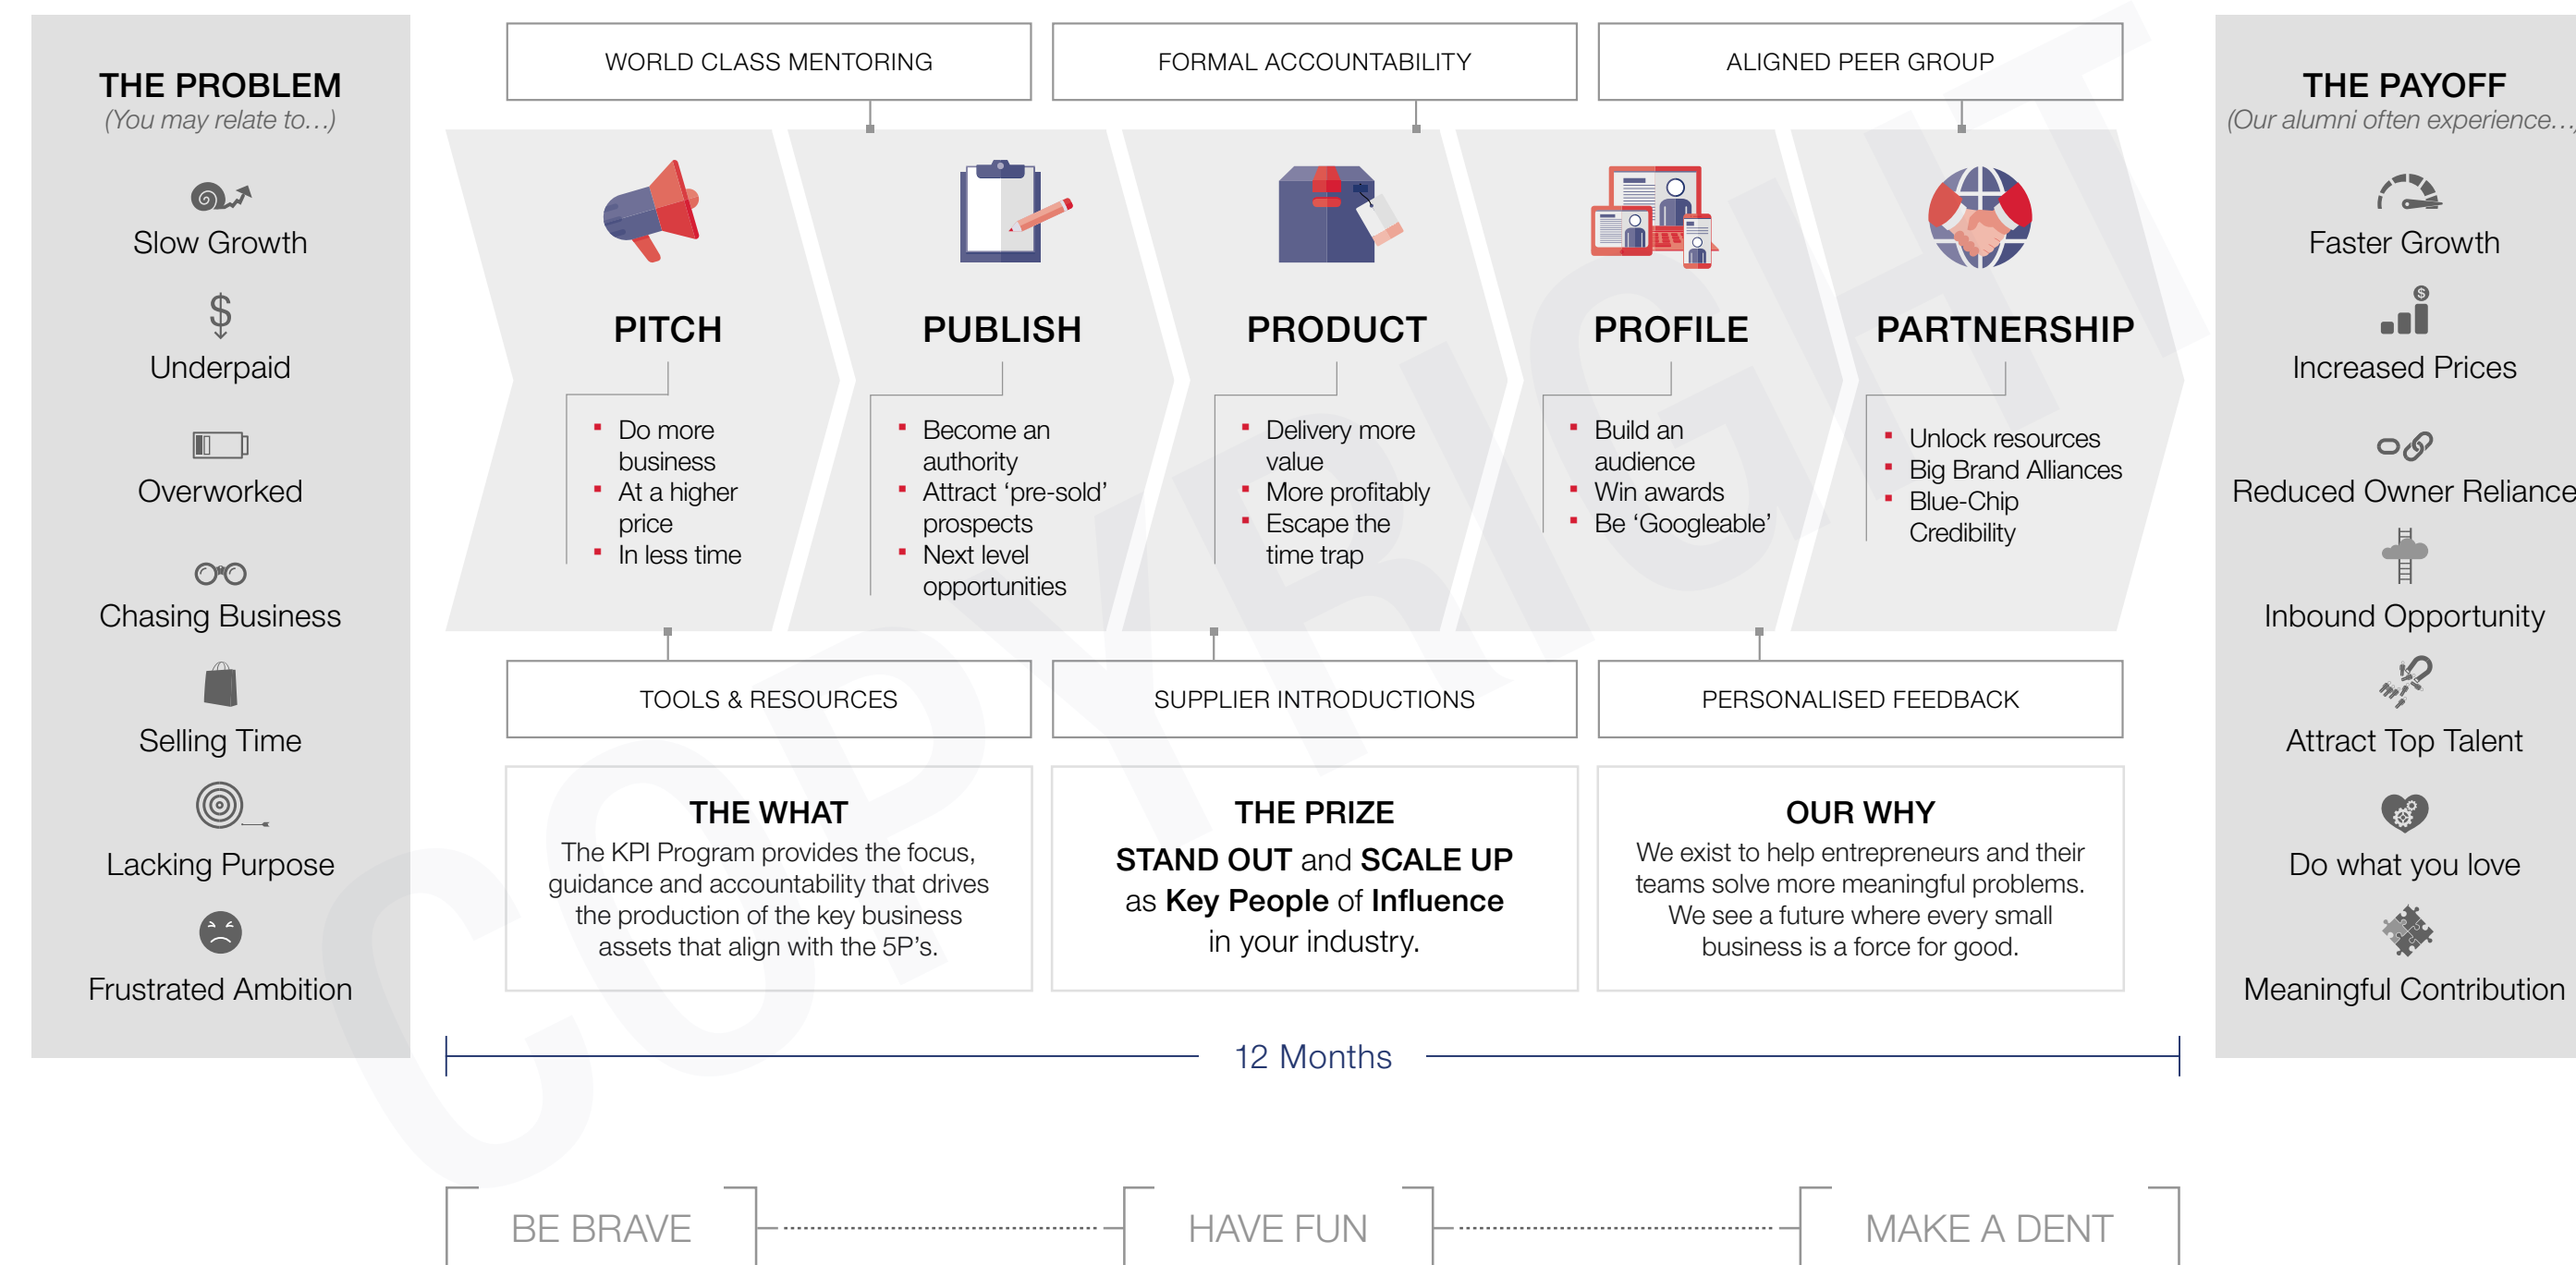 THE PROBLEM
(You may relate to...)
Slow Growth
Underpaid
Overworked
Chasing Business
Selling Time
Lacking Purpose
Frustrated Ambition
WORLD CLASS MENTORING
FORMAL ACCOUNTABILITY
ALIGNED PEER GROUP
PITCH
Do more
business
At a higher
price
In less time
PUBLISH
Become an
authority
Attract ‘pre-sold’
prospects
Next level
opportunities
PRODUCT
Delivery more
value
More profitably
Escape the
time trap
PROFILE
Build an
audience
Win awards
Be ‘Googleable’
PARTNERSHIP
Unlock resources
Big Brand Alliances
Blue-Chip
Credibility
TOOLS & RESOURCES
SUPPLIER INTRODUCTIONS
PERSONALISED FEEDBACK
THE WHAT
The KPI Program provides the focus,
guidance and accountability that drives
the production of the key business
assets that align with the 5P's.
THE PRIZE
STAND OUT and SCALE UP
as Key People of Influence
in your industry.
OUR WHY
We exist to help entrepreneurs and their
teams solve more meaningful problems.
We see a future where every small
business is a force for good.
12 Months
BE BRAVE
HAVE FUN
MAKE A DENT
THE PAYOFF
(Our alumni often experience...)
Faster Growth
Increased Prices
Reduced Owner Reliance
Inbound Opportunity
Attract Top Talent
Do what you love
Meaningful Contribution
COPYRIGHT